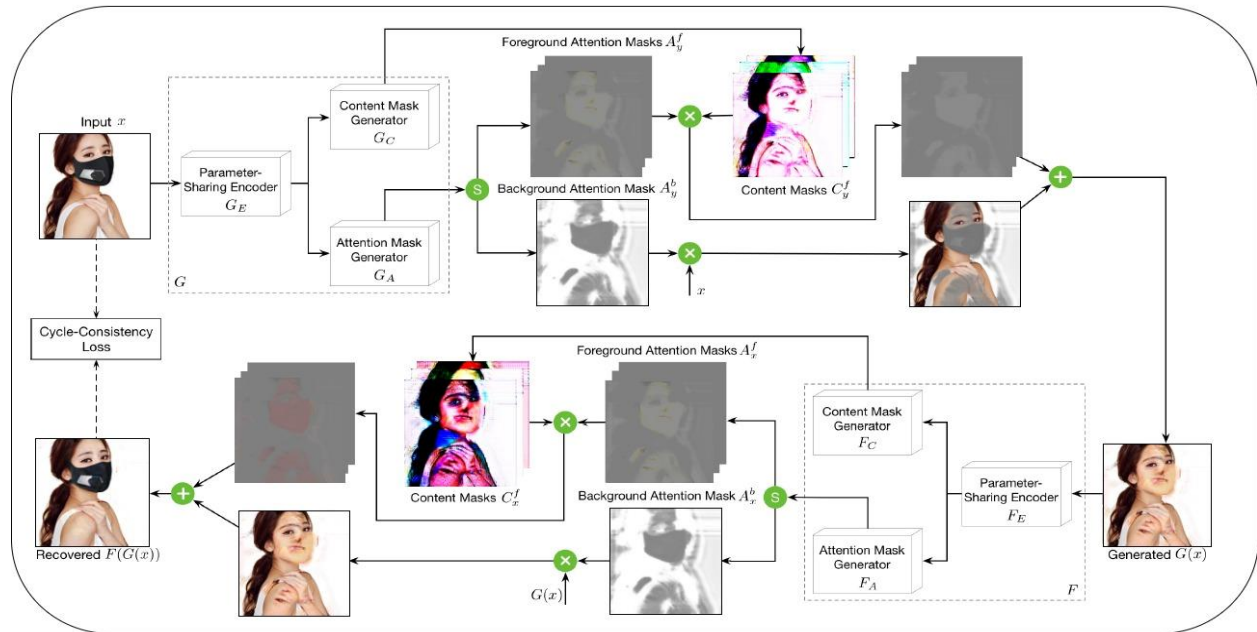 Foreground Attention Masks $A_y^f$
Input $x$
Content Mask
Generator
$G_C$
Parameter-
Sharing Encoder
$G_E$
Attention Mask
Generator
$G_A$
$G$
S
×
Background Attention Mask $A_y^b$
Content Masks $C_y^f$
+
×
$x$
Cycle-Consistency
Loss
Foreground Attention Masks $A_x^f$
Content Mask
Generator
$F_C$
×
Content Masks $C_x^f$
Background Attention Mask $A_x^b$
S
Parameter-
Sharing Encoder
$F_E$
+
Attention Mask
Generator
$F_A$
$F$
Recovered $F(G(x))$
×
$G(x)$
Generated $G(x)$